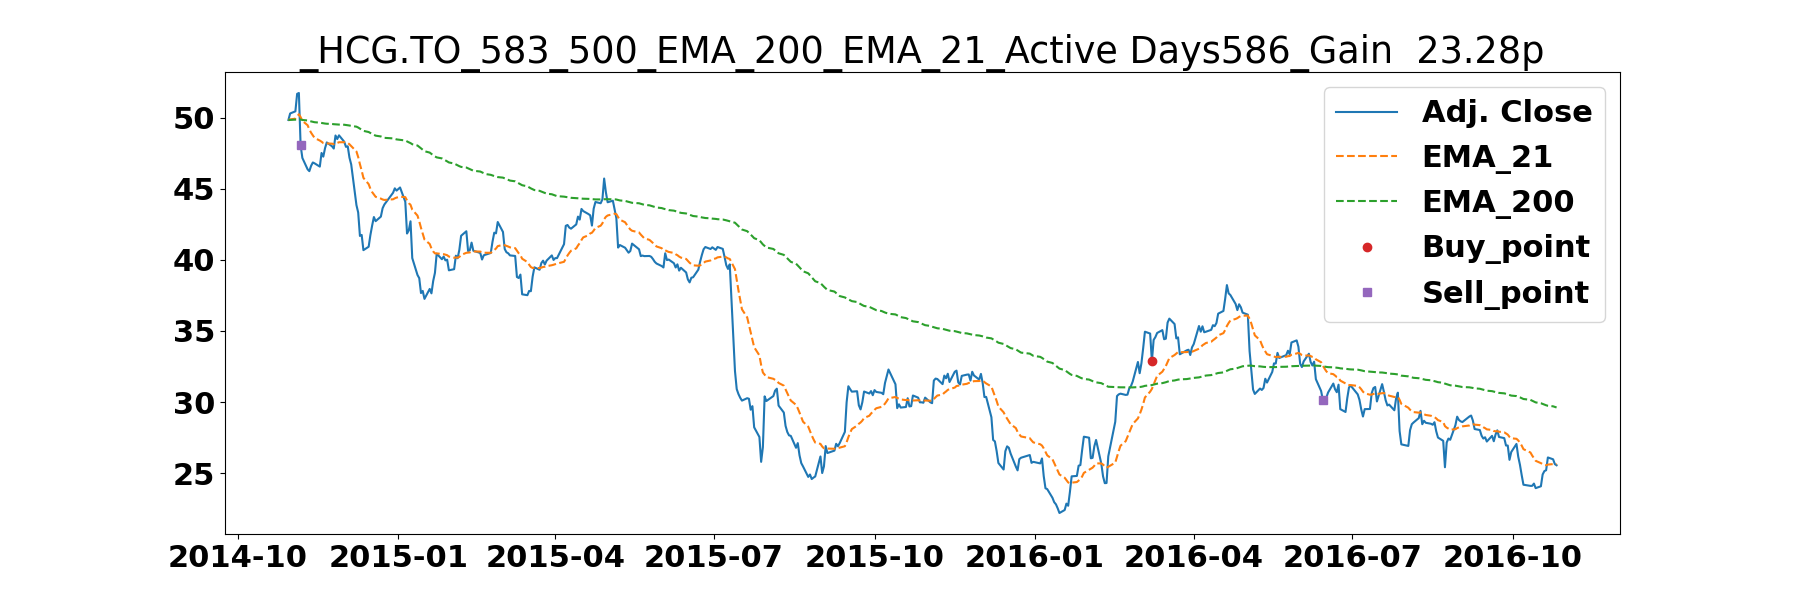 _HCG.TO_583_500_EMA_200_EMA_21_Active Days586_Gain  23.28p
50
45
40
35
30
25
Adj. Close
EMA_21
EMA_200
Buy_point
Sell_point
2014-10 2015-01 2015-04 2015-07 2015-10 2016-01 2016-04 2016-07 2016-10